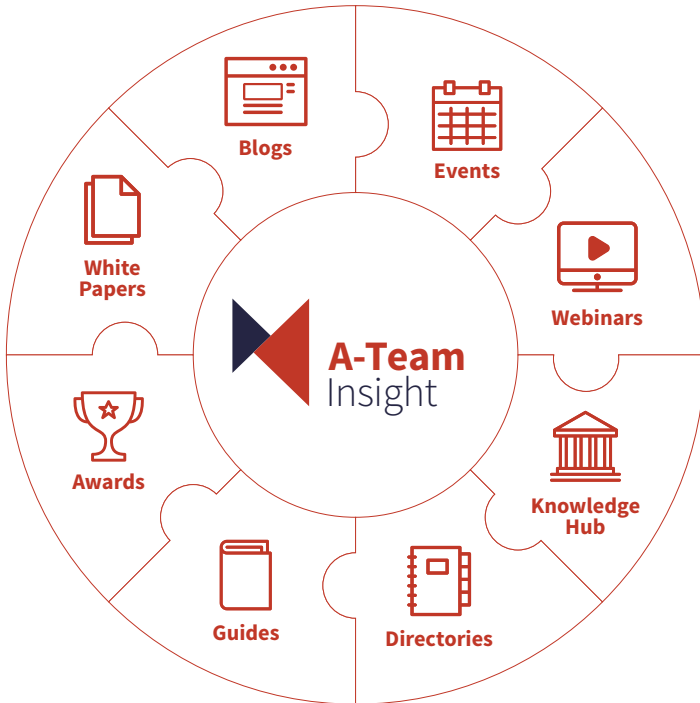 Blogs
Events
White
Papers
Webinars
A-Team
Insight
Awards
Knowledge
Hub
Guides
Directories